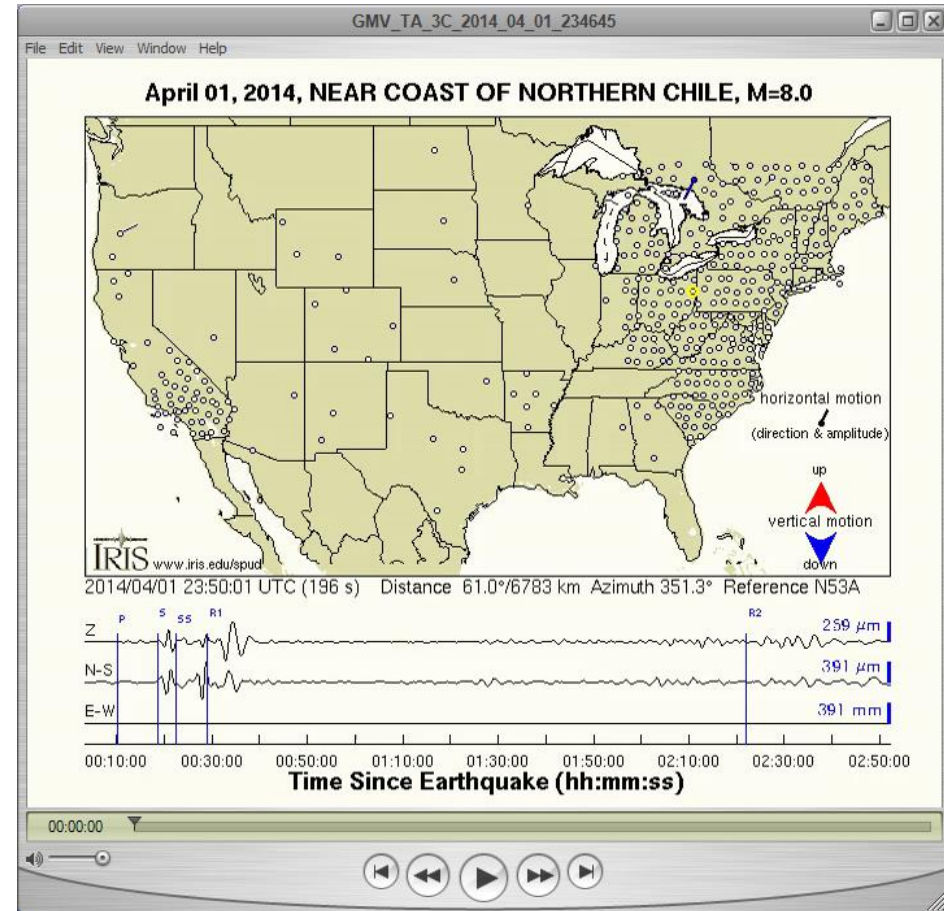 GMV_TA_3C_2014_04_01_234645
File Edit View Window Help
April 01, 2014, NEAR COAST OF NORTHERN CHILE, M=8.0
horizontal motion
(direction & amplitude)
up
vertical motion
down
IRIS www.iris.edu/spud
2014/04/01 23:50:01 UTC (196 s) Distance 61.0°/6783 km Azimuth 351.3° Reference N53A
P S SS R1 R2
Z 259 μm
N-S 391 μm
E-W 391 mm
00:10:00 00:30:00 00:50:00 01:10:00 01:30:00 01:50:00 02:10:00 02:30:00 02:50:00
Time Since Earthquake (hh:mm:ss)
00:00:00